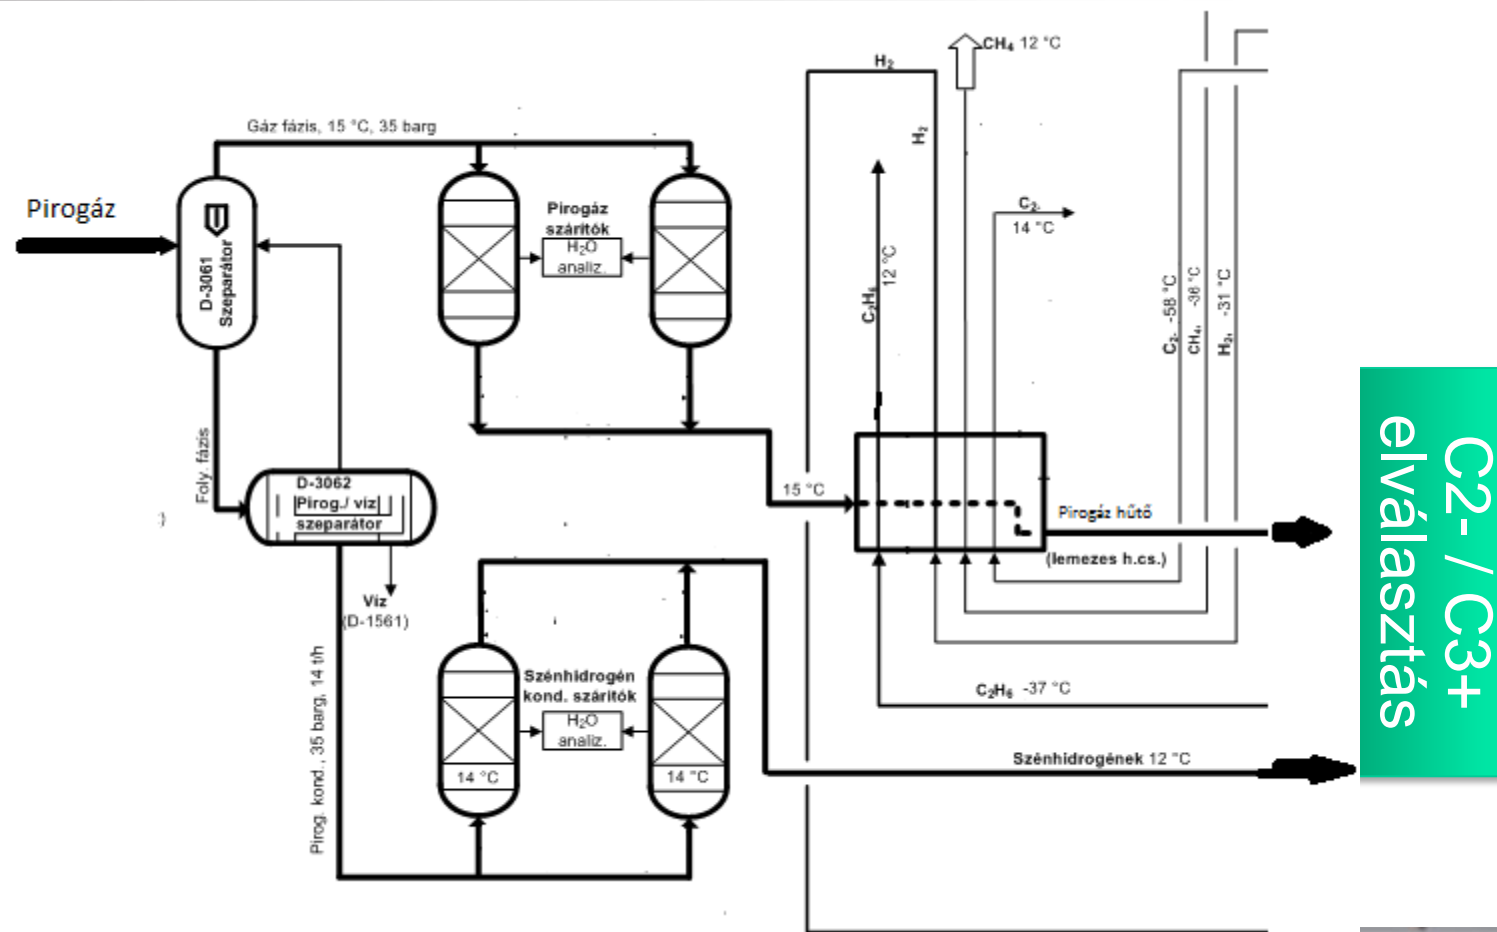 Gáz fázis, 15 °C, 35 barg
Pirogáz
D-3061
Szeparátor
Pirogáz
szárítók
H₂O
analiz.
Foly. fázis
D-3062
Pirog./ víz
szeparátor
Víz
(D-1561)
Pirog. kond., 35 barg, 14 t/h
Szénhidrogén
kond. szárítók
H₂O
analiz.
14 °C
14 °C
H₂
H₂
CH₄ 12 °C
C₂H₆
12 °C
C₂-
14 °C
C₂- -58 °C
CH₄, -36 °C
H₂, -31 °C
15 °C
Pirogáz hűtő
(lemezes h.cs.)
C₂H₆ -37 °C
Szénhidrogének 12 °C
C2- / C3+
elválasztás